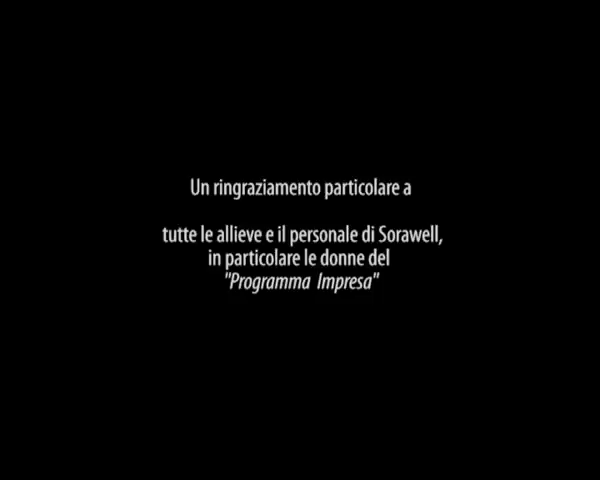 Un ringraziamento particolare a
tutte le allieve e il personale di Sorawell,
in particolare le donne del
"Programma Impresa"